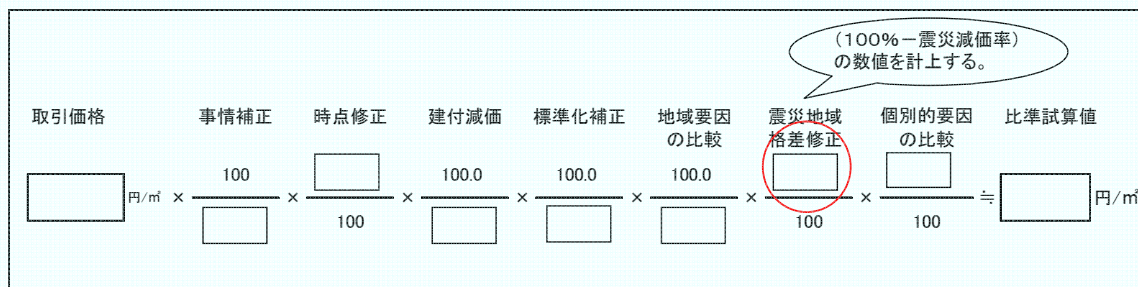 (100%－震災減価率)
の数値を計上する。
取引価格
事情補正
時点修正
建付減価
標準化補正
地域要因
の比較
震災地域
格差修正
個別的要因
の比較
比準試算値
円/㎡ × 100 × 100 × 100.0 × 100.0 × 100.0 × 100 × 100 ≒ 円/㎡